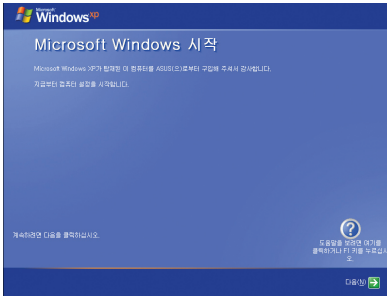 Microsoft
Windows xp
Microsoft Windows 시작
Microsoft Windows XP가 탑재된 이 컴퓨터를 ASUS(으)로부터 구입해 주셔서 감사합니다.
지금부터 컴퓨터 설정을 시작합니다.
계속하려면 다음을 클릭하십시오.
도움말을 보려면 여기를
클릭하거나 F1 키를 누르십시
오.
다음(N)